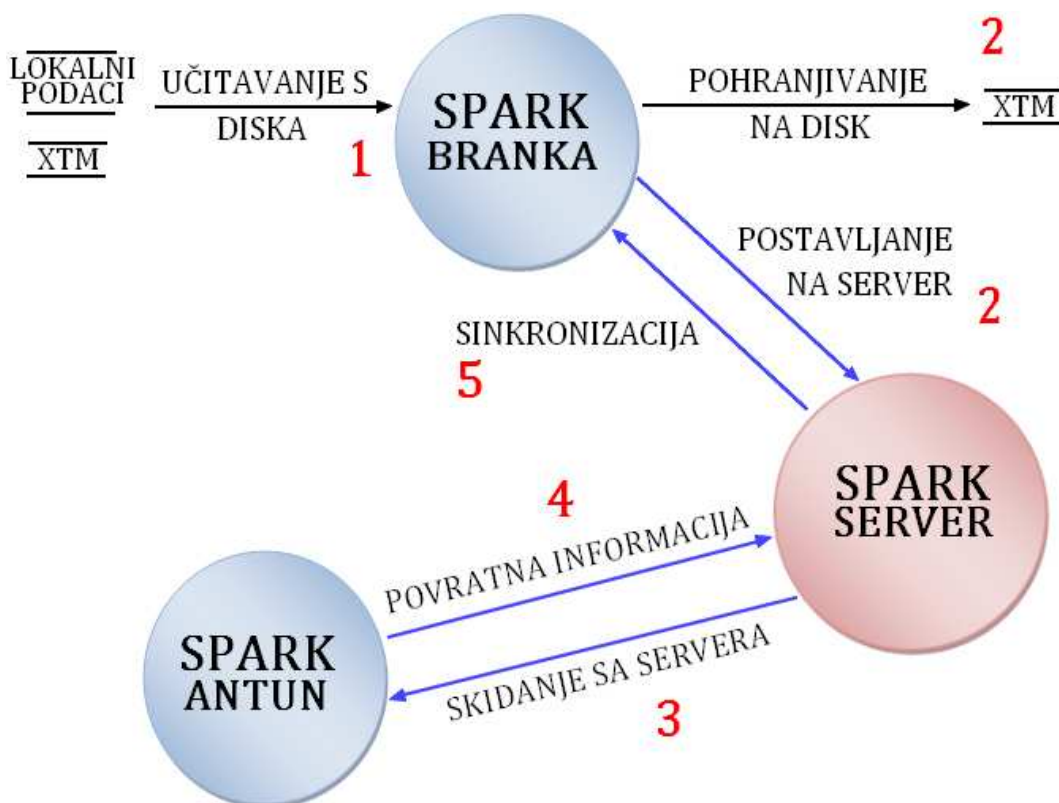 LOKALNI
PODACI
XTM
UČITAVANJE S
DISKA
1
SPARK
BRANKA
POHRANJIVANJE
NA DISK
2
XTM
POSTAVLJANJE
NA SERVER
2
SINKRONIZACIJA
5
SPARK
SERVER
4
POVRATNA INFORMACIJA
SPARK
ANTUN
SKIDANJE SA SERVERA
3